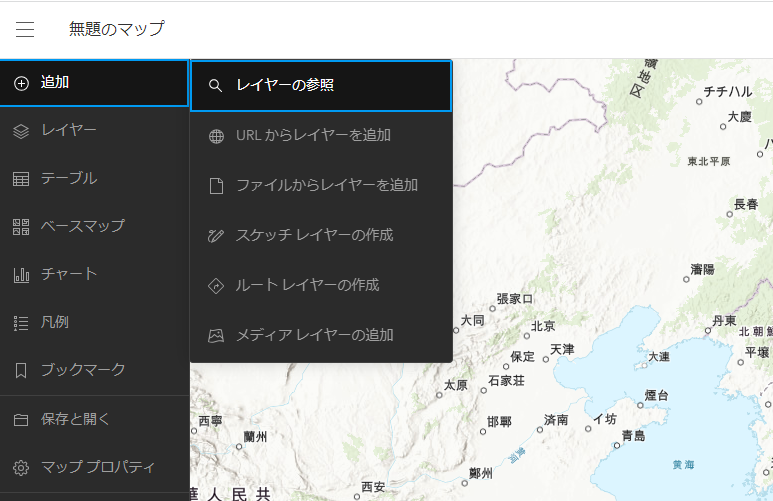 無題のマップ
追加
レイヤー
テーブル
ベースマップ
チャート
凡例
ブックマーク
保存と開く
マップ プロパティ
レイヤーの参照
URL からレイヤーを追加
ファイルからレイヤーを追加
スケッチ レイヤーの作成
ルート レイヤーの作成
メディア レイヤーの追加
嶺地区
チチハル
大慶
ハ
東北平原
長春
瀋陽
張家口
大同
北京
丹東
北朝鮮
天津
保定
大連
平壌
太原
石家荘
煙台
西寧
蘭州
邯鄲
済南
イ坊
青島
黄河
黄海
鄭州
西安
華人民共